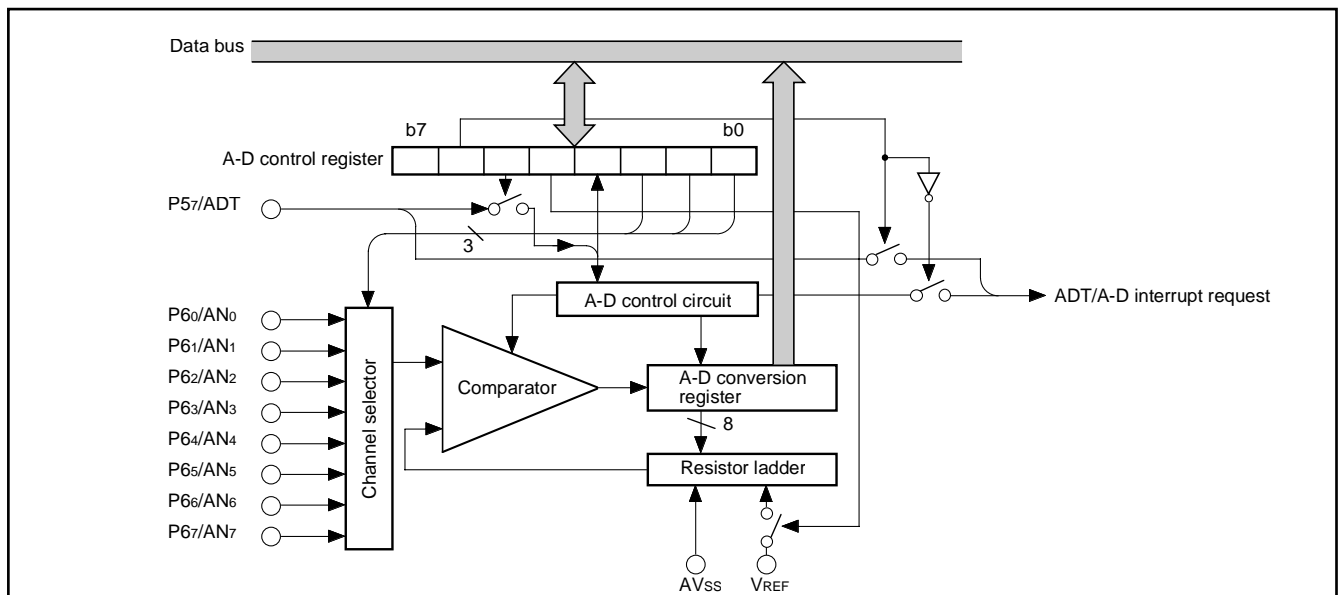 Data bus
b7
b0
A-D control register
P57/ADT
3
A-D control circuit
ADT/A-D interrupt request
P60/AN0
P61/AN1
P62/AN2
P63/AN3
P64/AN4
P65/AN5
P66/AN6
P67/AN7
Channel selector
Comparator
A-D conversion
register
8
Resistor ladder
AVSS
VREF